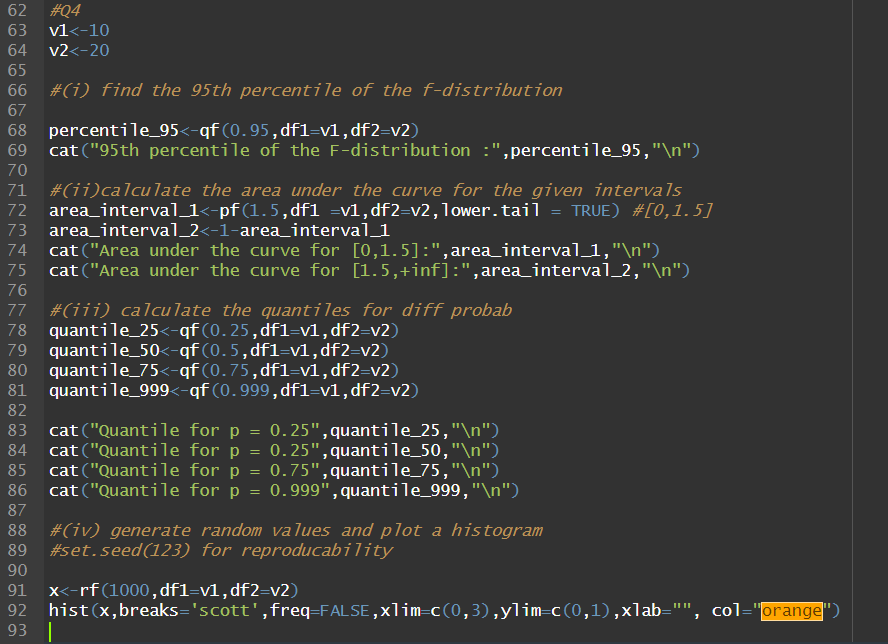 62 #Q4
63 v1<-10
64 v2<-20
65
66 #(i) find the 95th percentile of the f-distribution
67
68 percentile_95<-qf(0.95,df1=v1,df2=v2)
69 cat("95th percentile of the F-distribution :",percentile_95,"\n")
70
71 #(ii)calculate the area under the curve for the given intervals
72 area_interval_1<-pf(1.5,df1 =v1,df2=v2,lower.tail = TRUE) #[0,1.5]
73 area_interval_2<-1-area_interval_1
74 cat("Area under the curve for [0,1.5]:",area_interval_1,"\n")
75 cat("Area under the curve for [1.5,+inf]:",area_interval_2,"\n")
76
77 #(iii) calculate the quantiles for diff probab
78 quantile_25<-qf(0.25,df1=v1,df2=v2)
79 quantile_50<-qf(0.5,df1=v1,df2=v2)
80 quantile_75<-qf(0.75,df1=v1,df2=v2)
81 quantile_999<-qf(0.999,df1=v1,df2=v2)
82
83 cat("Quantile for p = 0.25",quantile_25,"\n")
84 cat("Quantile for p = 0.25",quantile_50,"\n")
85 cat("Quantile for p = 0.75",quantile_75,"\n")
86 cat("Quantile for p = 0.999",quantile_999,"\n")
87
88 #(iv) generate random values and plot a histogram
89 #set.seed(123) for reproducability
90
91 x<-rf(1000,df1=v1,df2=v2)
92 hist(x,breaks='scott',freq=FALSE,xlim=c(0,3),ylim=c(0,1),xlab="", col="orange")
93